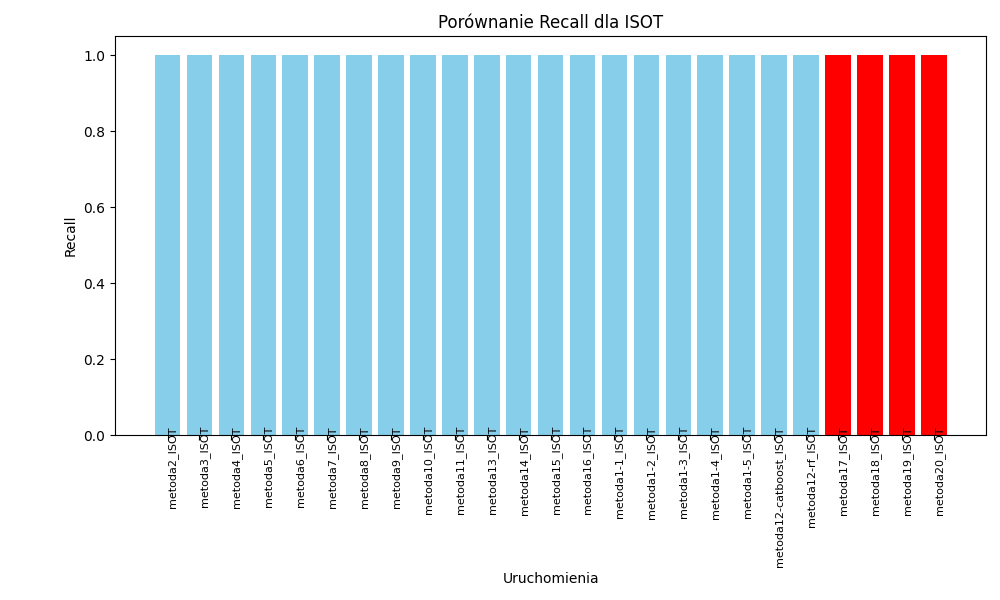 Porównanie Recall dla ISOT
1.0
0.8
0.6
0.4
0.2
0.0
Recall
metoda2_ISOT
metoda3_ISOT
metoda4_ISOT
metoda5_ISOT
metoda6_ISOT
metoda7_ISOT
metoda8_ISOT
metoda9_ISOT
metoda10_ISOT
metoda11_ISOT
metoda13_ISOT
metoda14_ISOT
metoda15_ISOT
metoda16_ISOT
metoda1-1_ISOT
metoda1-2_ISOT
metoda1-3_ISOT
metoda1-4_ISOT
metoda1-5_ISOT
metoda12-catboost_ISOT
metoda12-rf_ISOT
metoda17_ISOT
metoda18_ISOT
metoda19_ISOT
metoda20_ISOT
Uruchomienia